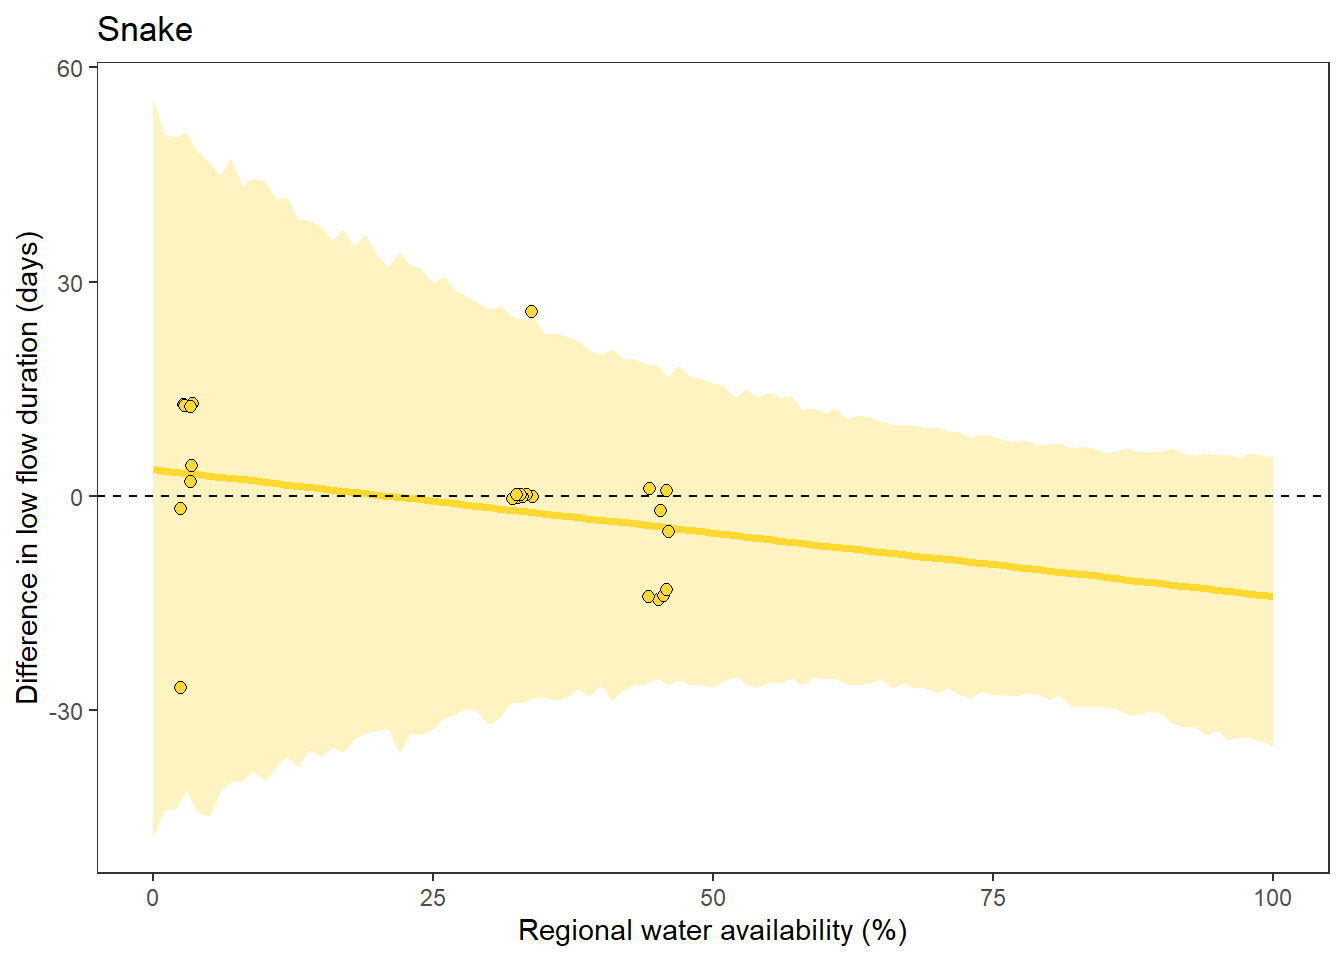 Snake
60
30
0
-30
Difference in low flow duration (days)
0 25 50 75 100
Regional water availability (%)